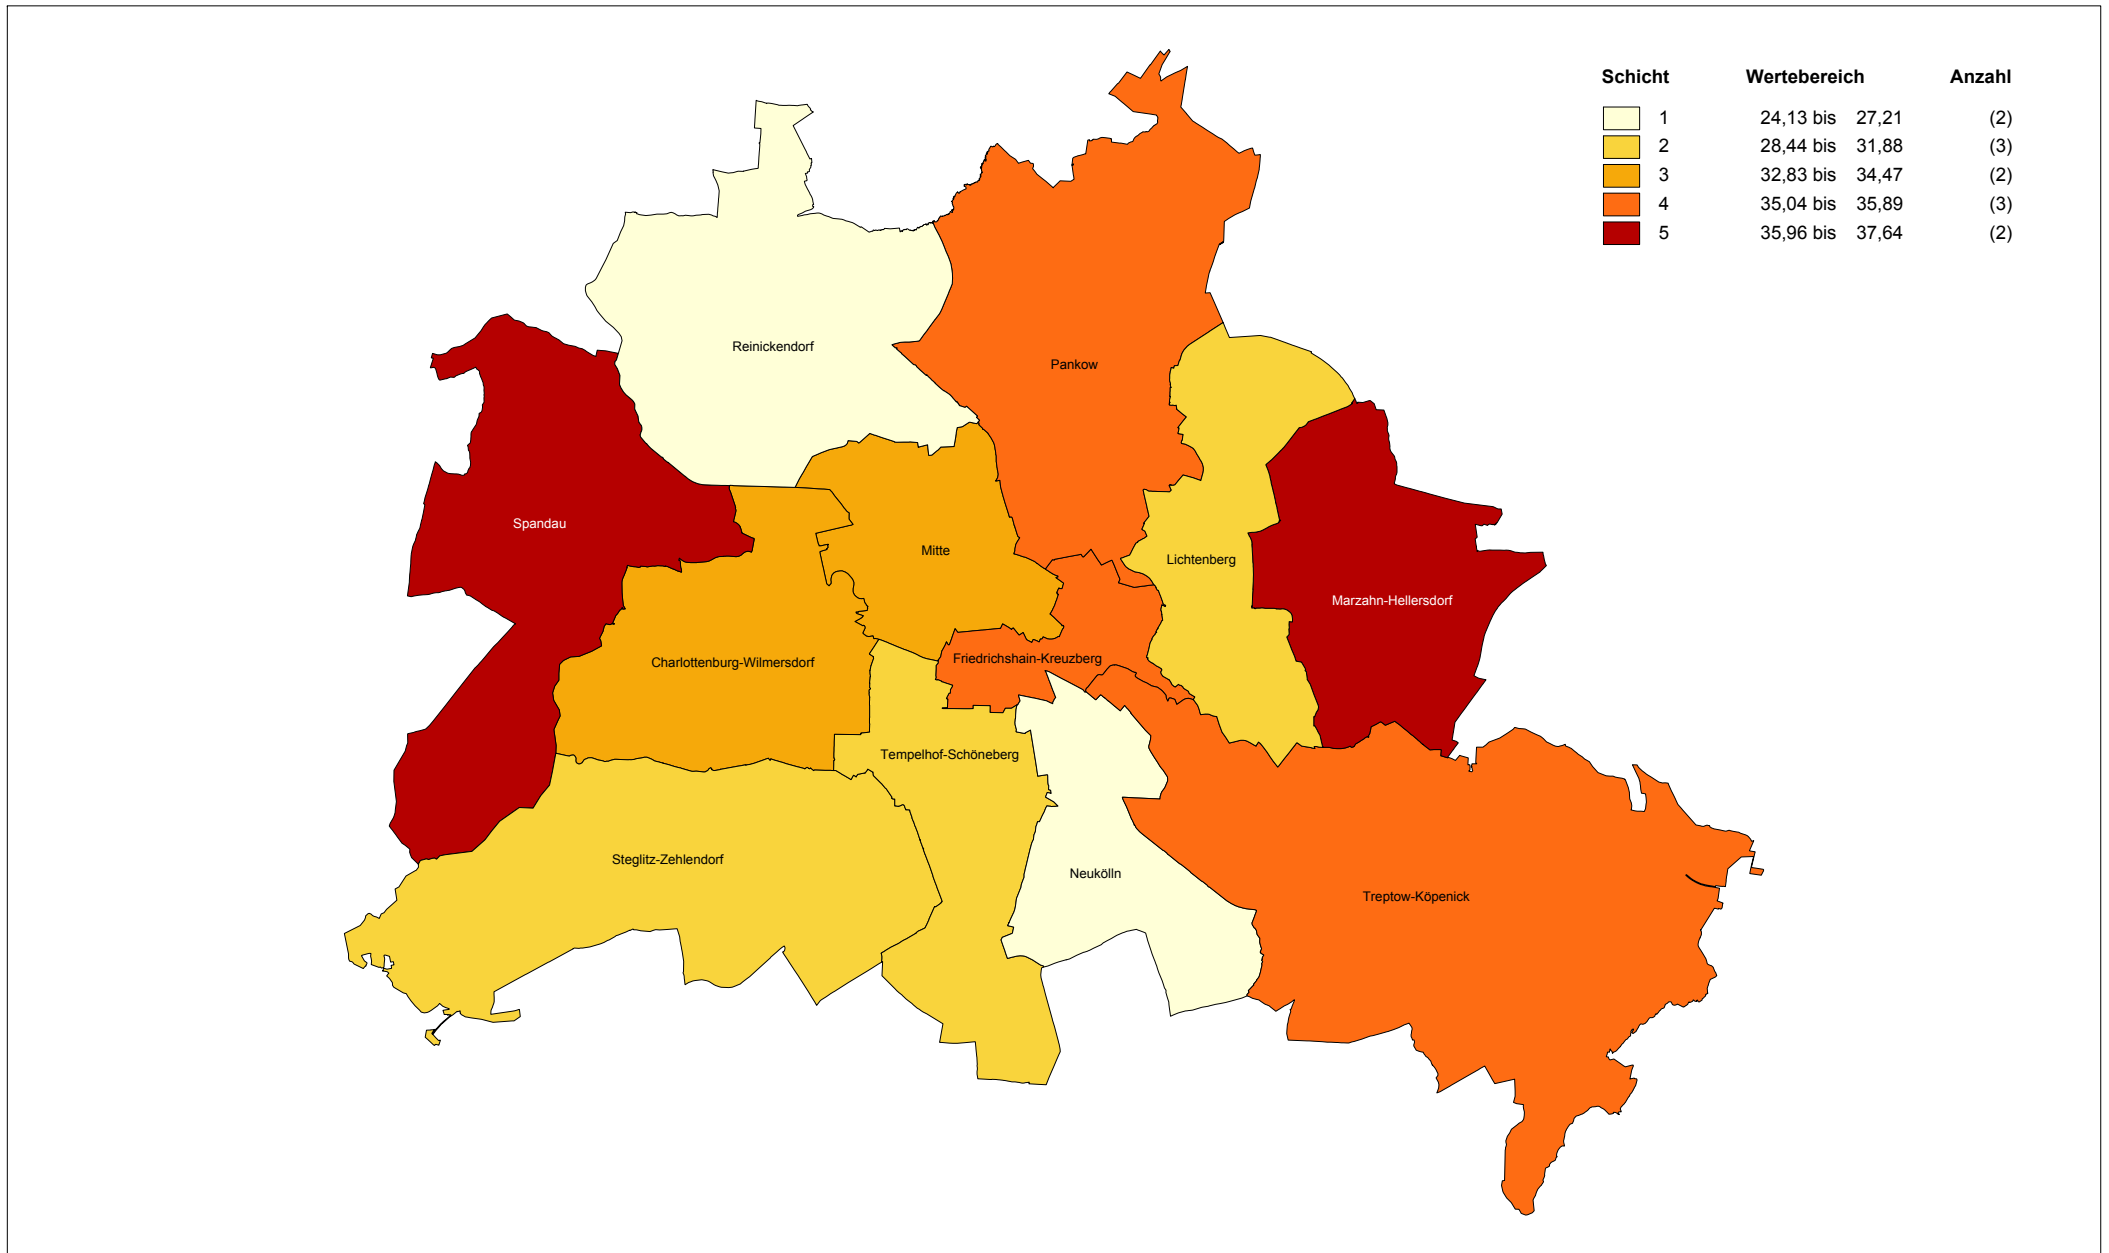 Schicht Wertebereich Anzahl
1 24,13 bis 27,21 (2)
2 28,44 bis 31,88 (3)
3 32,83 bis 34,47 (2)
4 35,04 bis 35,89 (3)
5 35,96 bis 37,64 (2)
Reinickendorf
Pankow
Spandau
Mitte
Lichtenberg
Marzahn-Hellersdorf
Charlottenburg-Wilmersdorf
Friedrichshain-Kreuzberg
Tempelhof-Schöneberg
Steglitz-Zehlendorf
Neukölln
Treptow-Köpenick